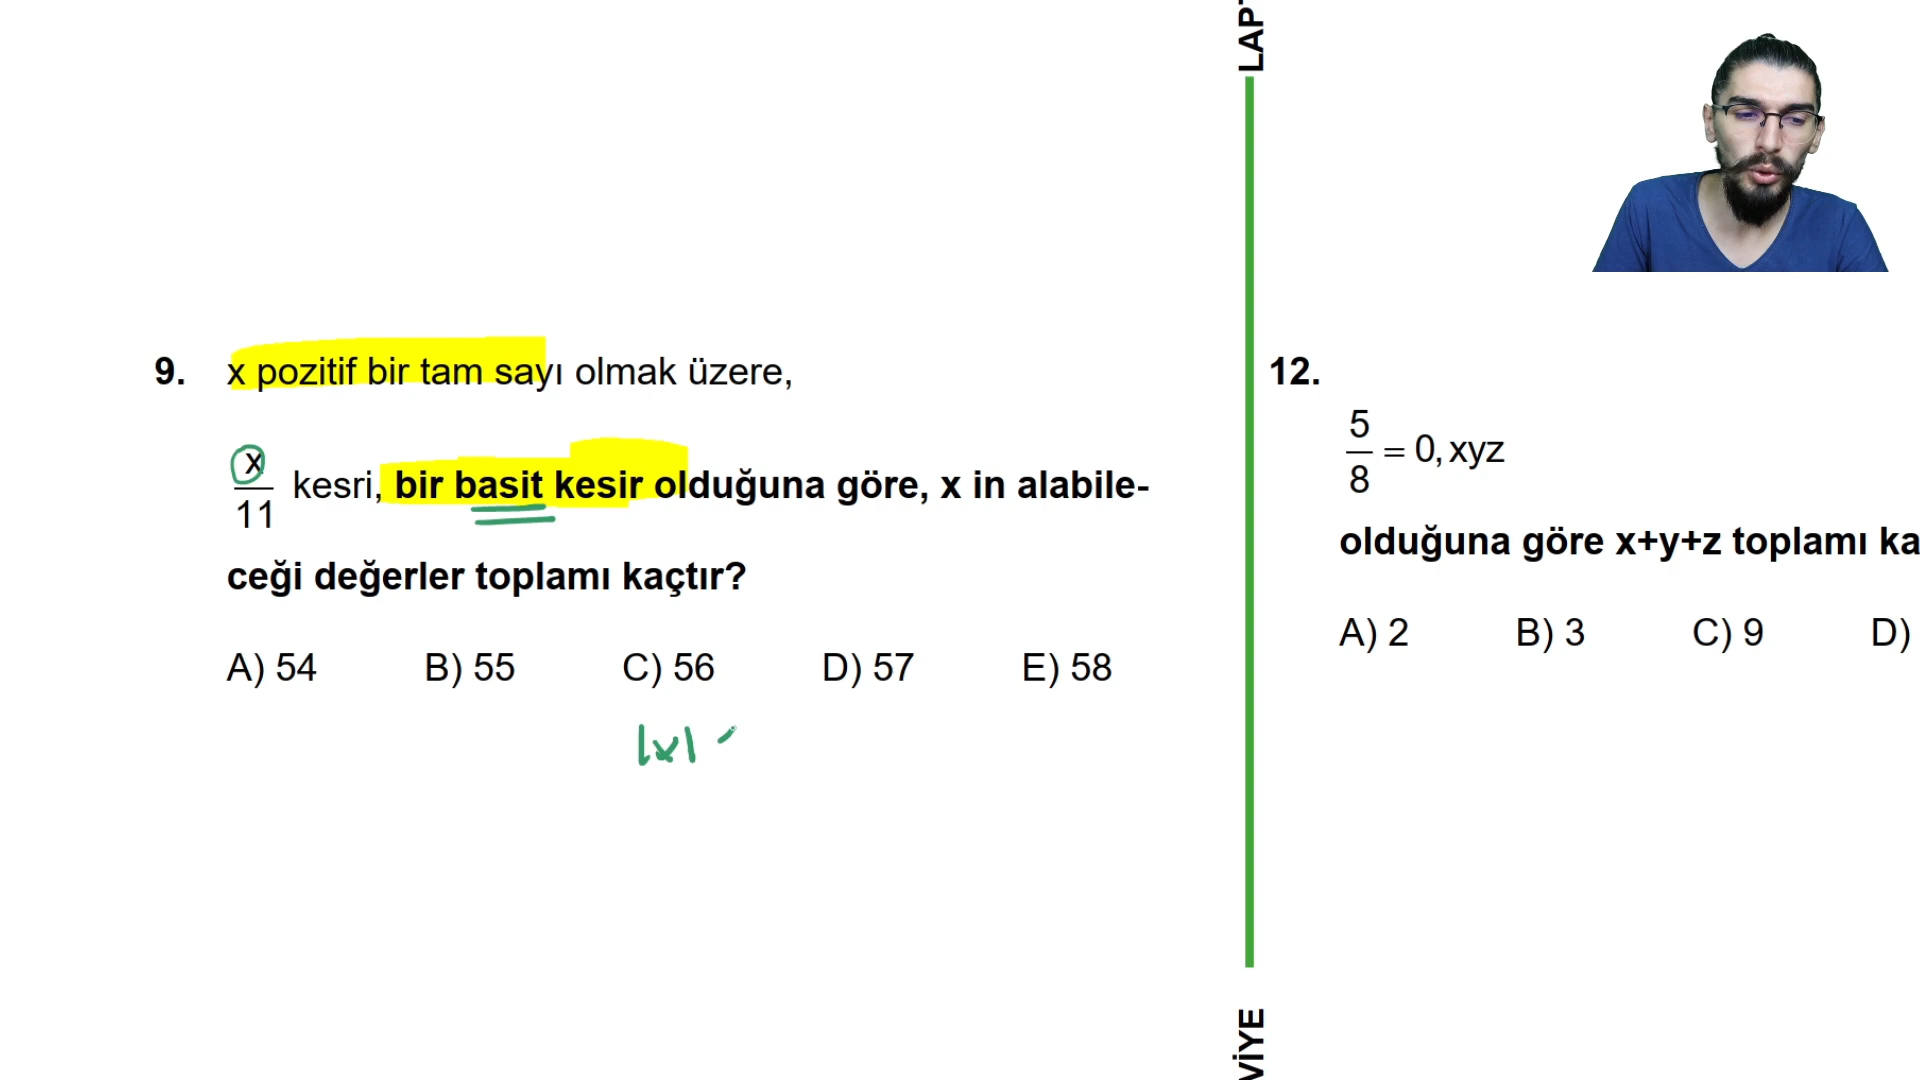 LAP
9. x pozitif bir tam sayı olmak üzere,
x
11
kesri, bir basit kesir olduğuna göre, x in alabile-
ceği değerler toplamı kaçtır?
A) 54 B) 55 C) 56 D) 57 E) 58
|x|
12.
5
8
= 0, xyz
olduğuna göre x+y+z toplamı ka
A) 2 B) 3 C) 9 D)
VİYE